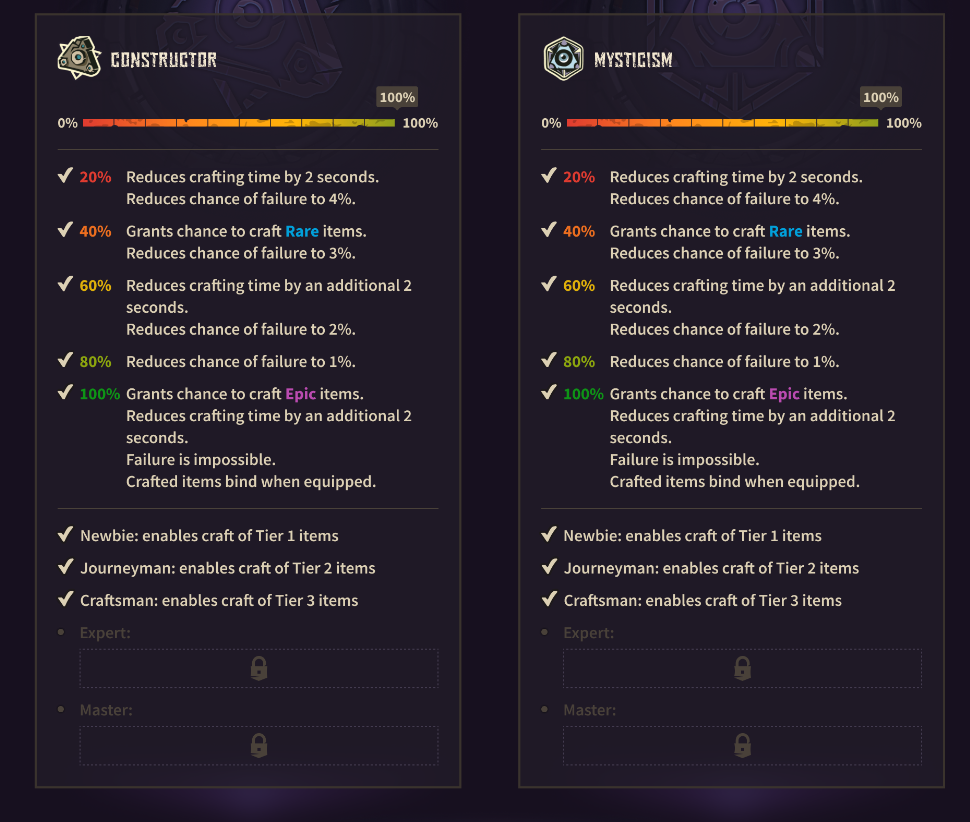 CONSTRUCTOR
100%
0% 100%
20% Reduces crafting time by 2 seconds.
Reduces chance of failure to 4%.
40% Grants chance to craft Rare items.
Reduces chance of failure to 3%.
60% Reduces crafting time by an additional 2
seconds.
Reduces chance of failure to 2%.
80% Reduces chance of failure to 1%.
100% Grants chance to craft Epic items.
Reduces crafting time by an additional 2
seconds.
Failure is impossible.
Crafted items bind when equipped.
Newbie: enables craft of Tier 1 items
Journeyman: enables craft of Tier 2 items
Craftsman: enables craft of Tier 3 items
Expert:
Master:
MYSTICISM
100%
0% 100%
20% Reduces crafting time by 2 seconds.
Reduces chance of failure to 4%.
40% Grants chance to craft Rare items.
Reduces chance of failure to 3%.
60% Reduces crafting time by an additional 2
seconds.
Reduces chance of failure to 2%.
80% Reduces chance of failure to 1%.
100% Grants chance to craft Epic items.
Reduces crafting time by an additional 2
seconds.
Failure is impossible.
Crafted items bind when equipped.
Newbie: enables craft of Tier 1 items
Journeyman: enables craft of Tier 2 items
Craftsman: enables craft of Tier 3 items
Expert:
Master: